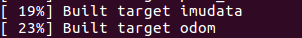 [ 19%] Built target imudata
[ 23%] Built target odom